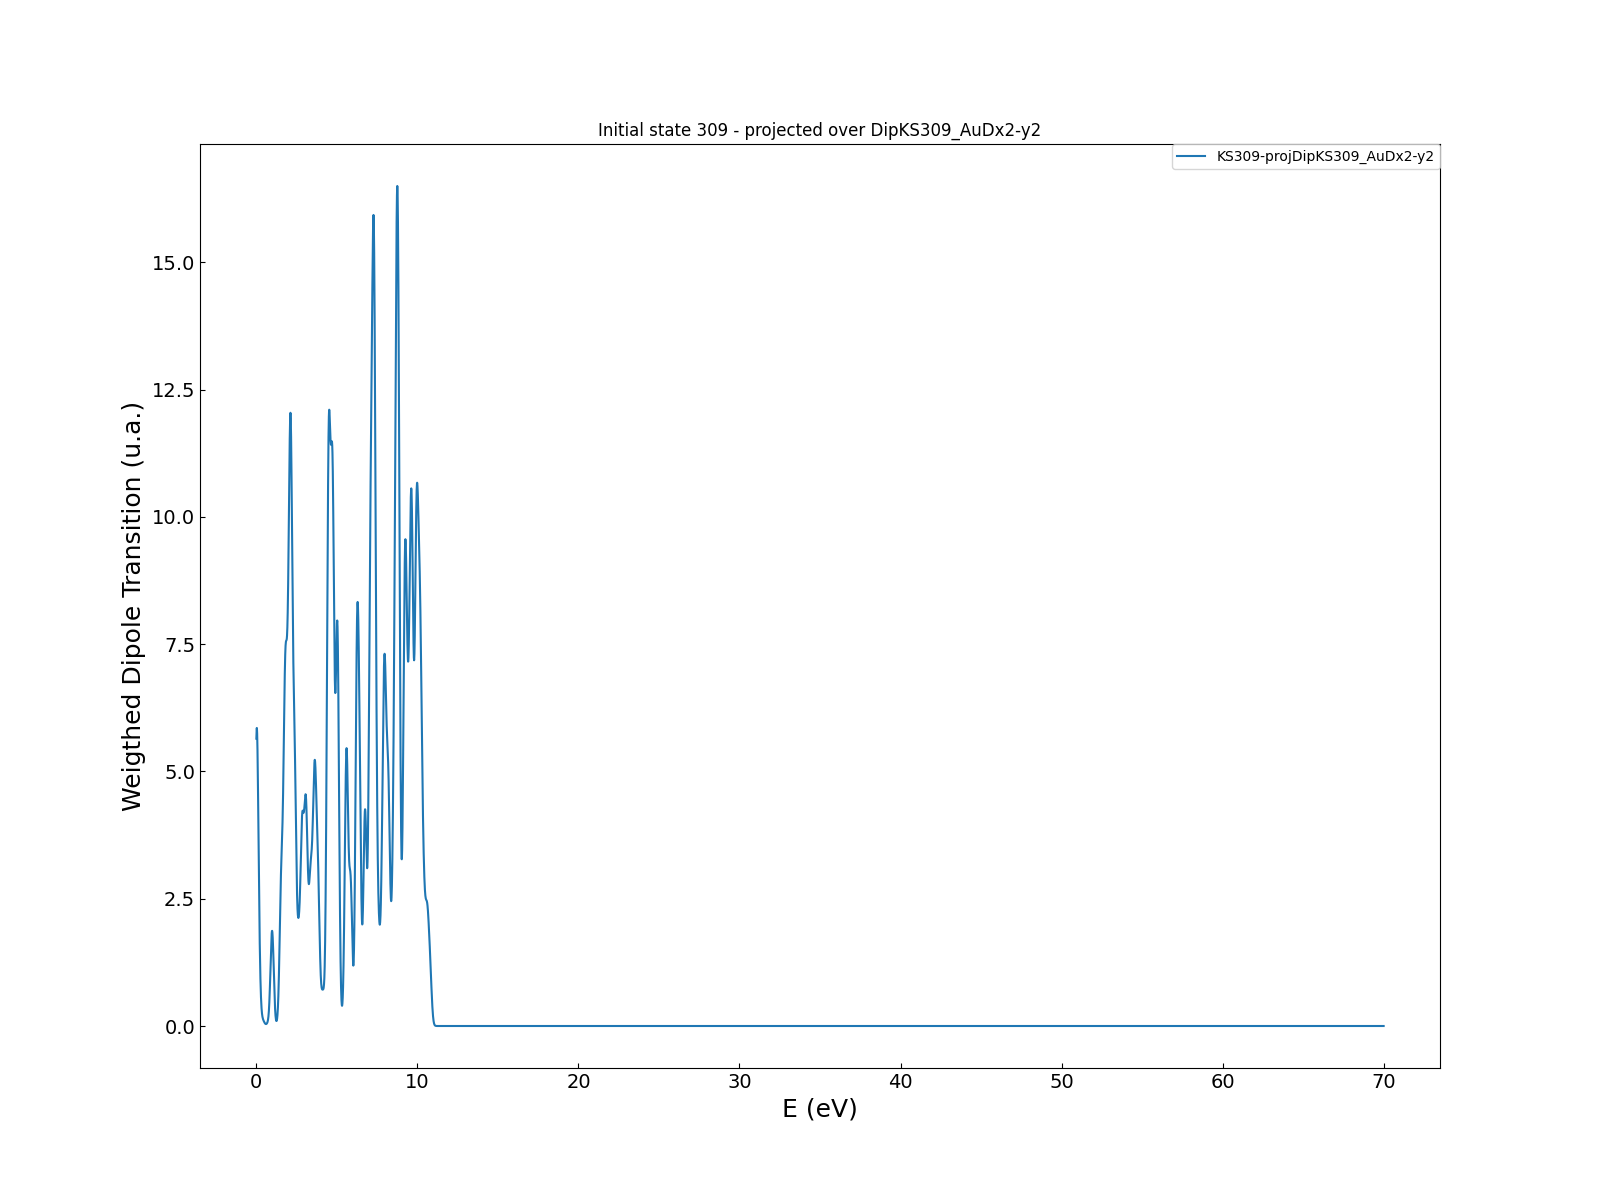 Initial state 309 - projected over DipKS309_AuDx2-y2
KS309-projDipKS309_AuDx2-y2
Weigthed Dipole Transition (u.a.)
15.0
12.5
10.0
7.5
5.0
2.5
0.0
0 10 20 30 40 50 60 70
E (eV)